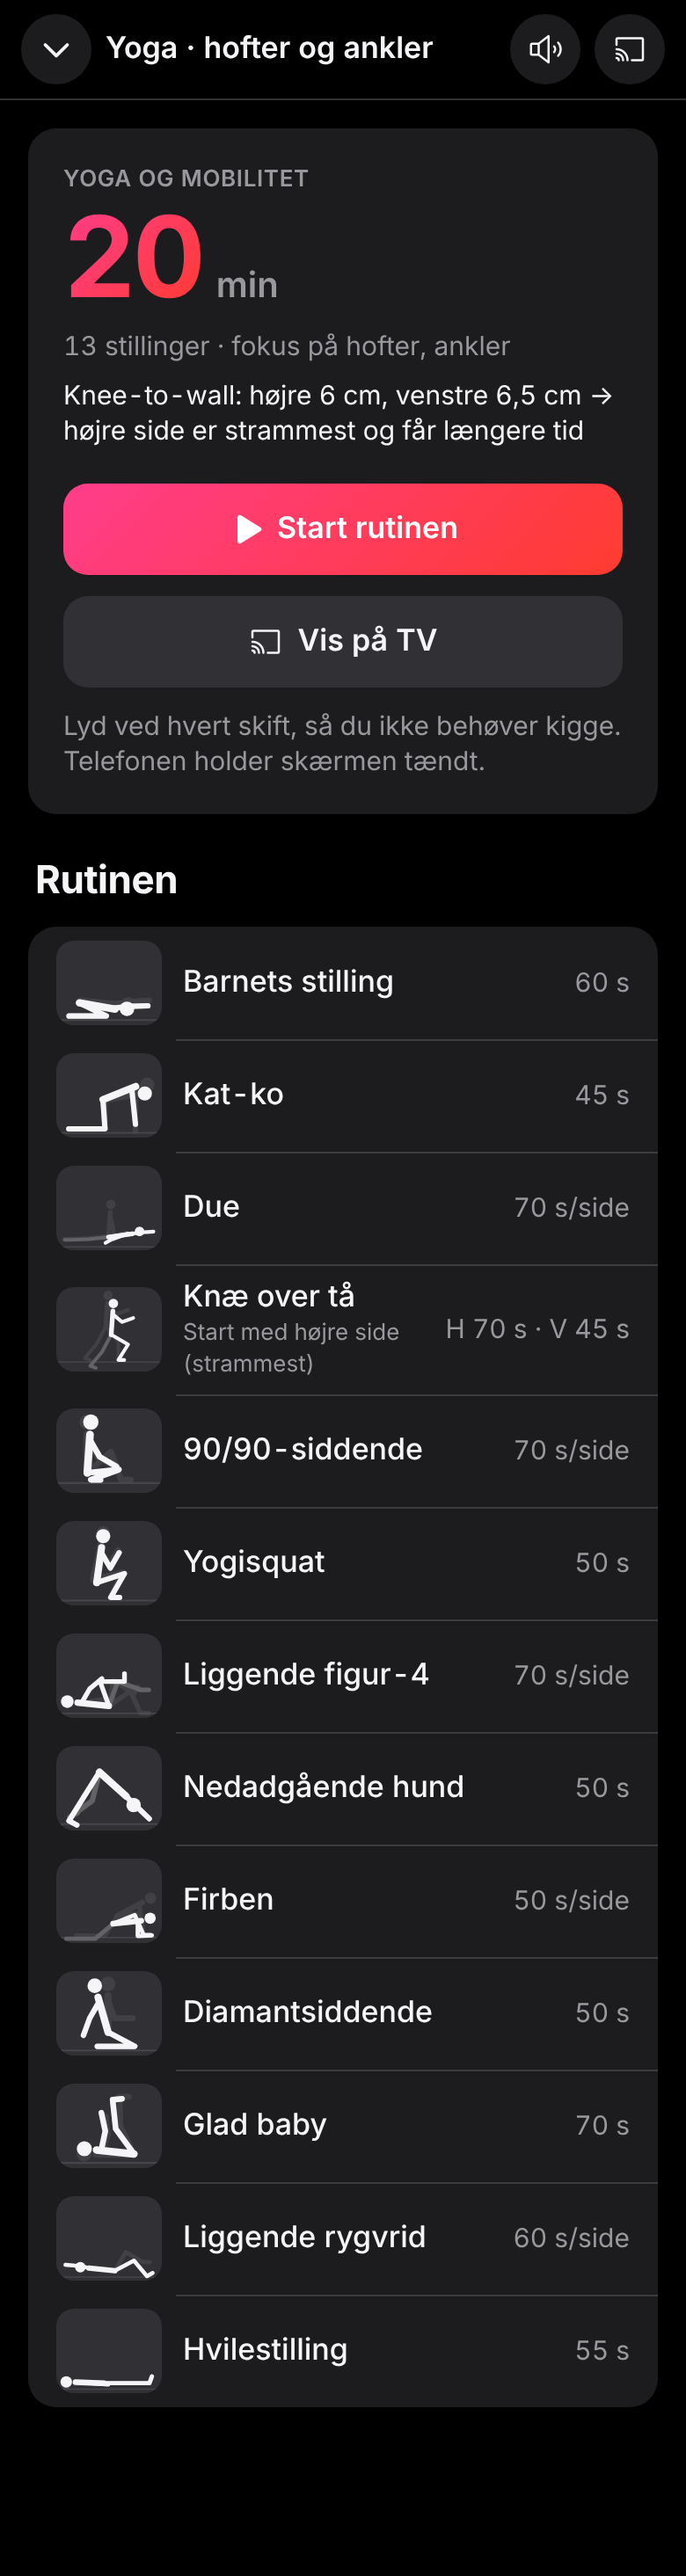 Yoga · hofter og ankler
YOGA OG MOBILITET
20 min
13 stillinger · fokus på hofter, ankler
Knee-to-wall: højre 6 cm, venstre 6,5 cm →
højre side er strammest og får længere tid
Start rutinen
Vis på TV
Lyd ved hvert skift, så du ikke behøver kigge.
Telefonen holder skærmen tændt.
Rutinen
Barnets stilling 60 s
Kat-ko 45 s
Due 70 s/side
Knæ over tå
Start med højre side H 70 s · V 45 s
(strammest)
90/90-siddende 70 s/side
Yogisquat 50 s
Liggende figur-4 70 s/side
Nedadgående hund 50 s
Firben 50 s/side
Diamantsiddende 50 s
Glad baby 70 s
Liggende rygvrid 60 s/side
Hvilestilling 55 s